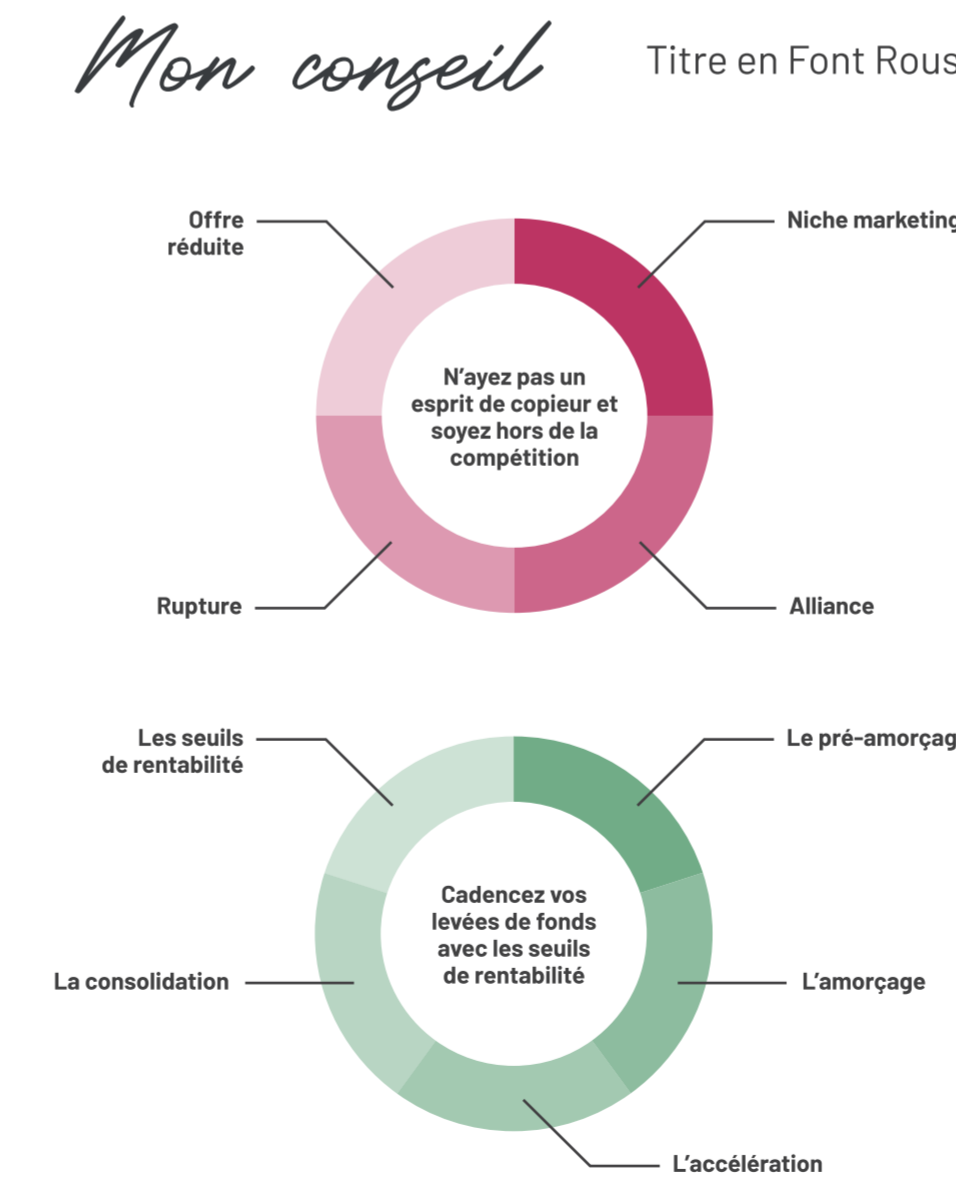 Mon conseil
Titre en Font Rous
Offre
réduite
Niche marketing
N'ayez pas un
esprit de copieur et
soyez hors de la
compétition
Rupture
Alliance
Les seuils
de rentabilité
Le pré-amorçag
Cadencez vos
levées de fonds
avec les seuils
de rentabilité
La consolidation
L'amorçage
L'accélération